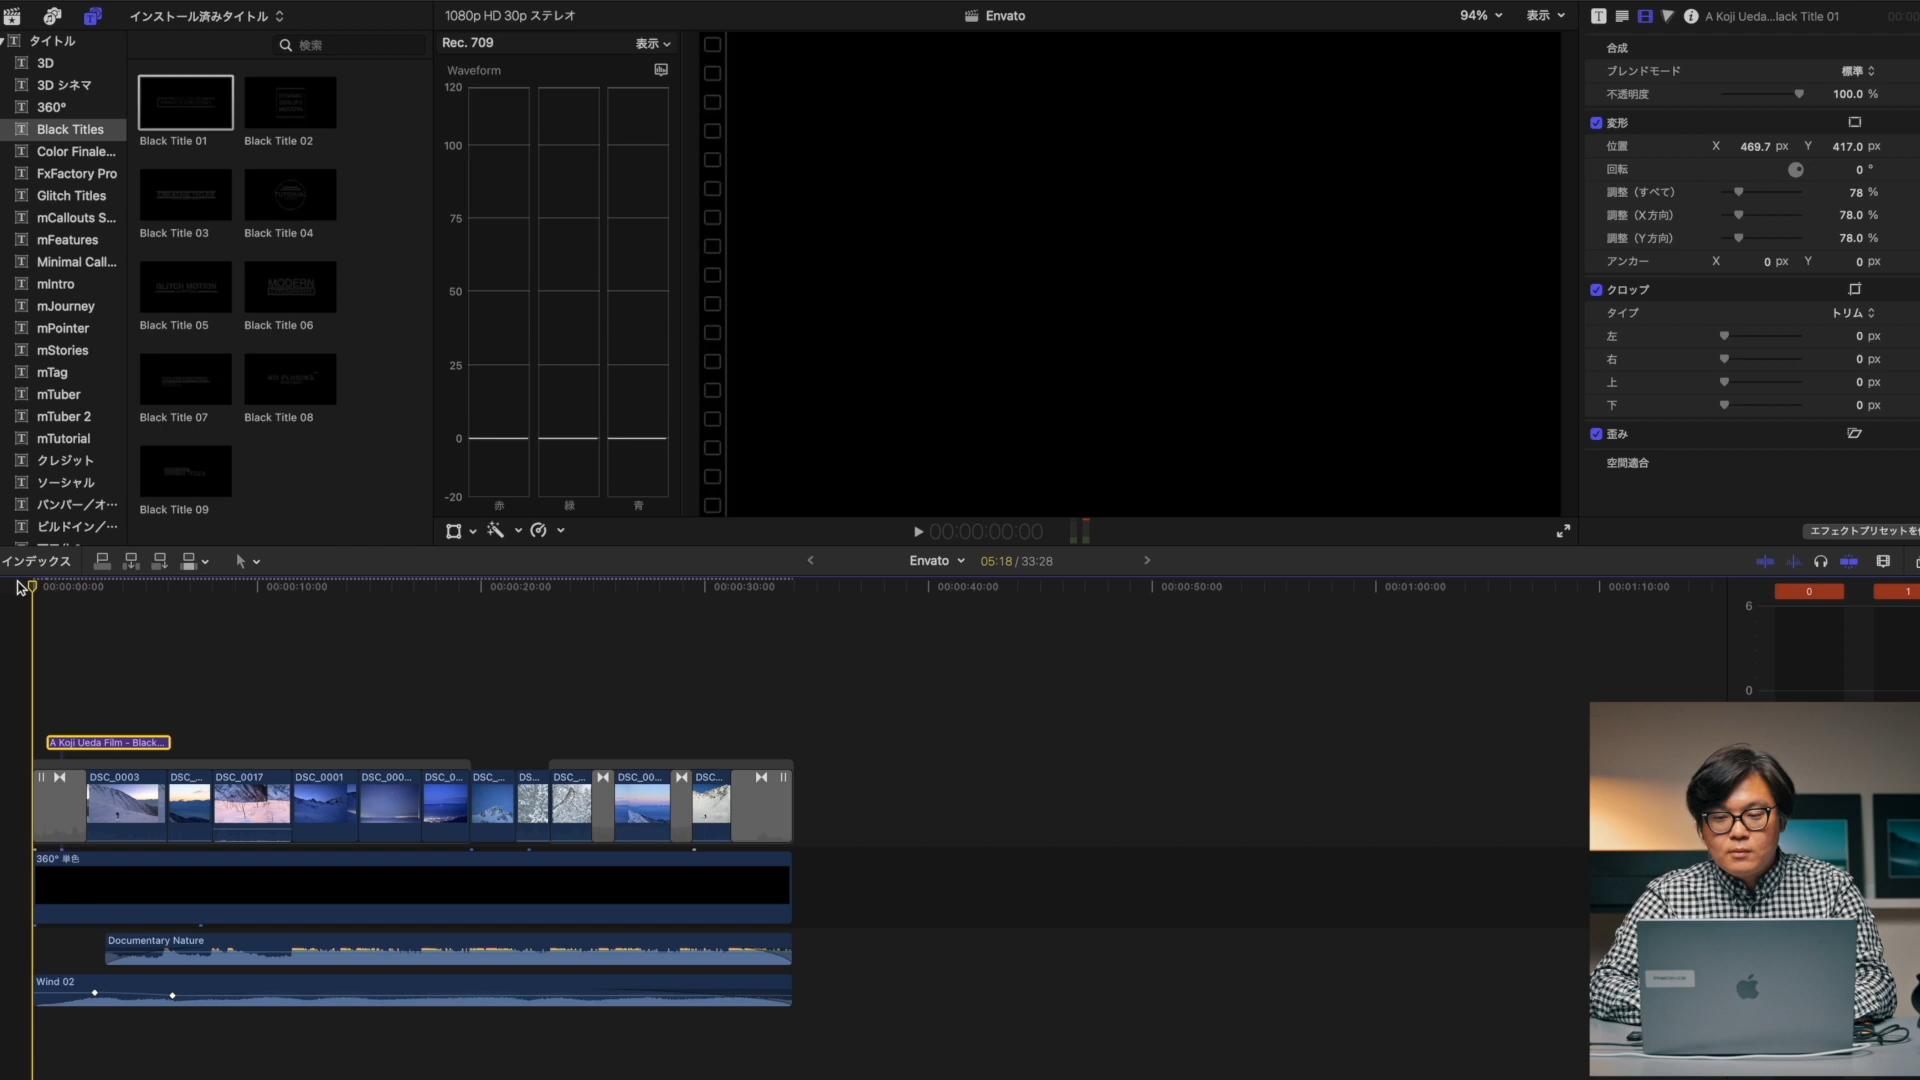 インストール済みタイトル
1080p HD 30p ステレオ
Envato
94%
表示
A Koji Ueda...lack Title 01
タイトル
3D
3D シネマ
360°
Black Titles
Color Finale...
FxFactory Pro
Glitch Titles
mCallouts S...
mFeatures
Minimal Call...
mIntro
mJourney
mPointer
mStories
mTag
mTuber
mTuber 2
mTutorial
クレジット
ソーシャル
バンパー／オ…
ビルドイン／…
検索
Black Title 01
Black Title 02
Black Title 03
TUTORIAL
Black Title 04
GLITCH MOTION
Black Title 05
MODERN
Black Title 06
Black Title 07
Black Title 08
Black Title 09
Rec. 709
表示
Waveform
120
100
75
50
25
0
-20
赤
緑
青
00:00:00:00
合成
ブレンドモード
標準
不透明度
100.0 %
変形
位置
X 469.7 px Y 417.0 px
回転
0 °
調整（すべて）
78 %
調整（X方向）
78.0 %
調整（Y方向）
78.0 %
アンカー
X 0 px Y 0 px
クロップ
タイプ
トリム
左
0 px
右
0 px
上
0 px
下
0 px
歪み
空間適合
エフェクトプリセットを
インデックス
Envato
05:18 / 33:28
00:00:00:00
00:00:10:00
00:00:20:00
00:00:30:00
00:00:40:00
00:00:50:00
00:01:00:00
00:01:10:00
0
1
6
0
A Koji Ueda Film - Black...
DSC_0003
DSC_...
DSC_0017
DSC_0001
DSC_000...
DSC_0...
DSC_...
DS...
DSC_...
DSC_00...
DSC...
360° 単色
Documentary Nature
Wind 02